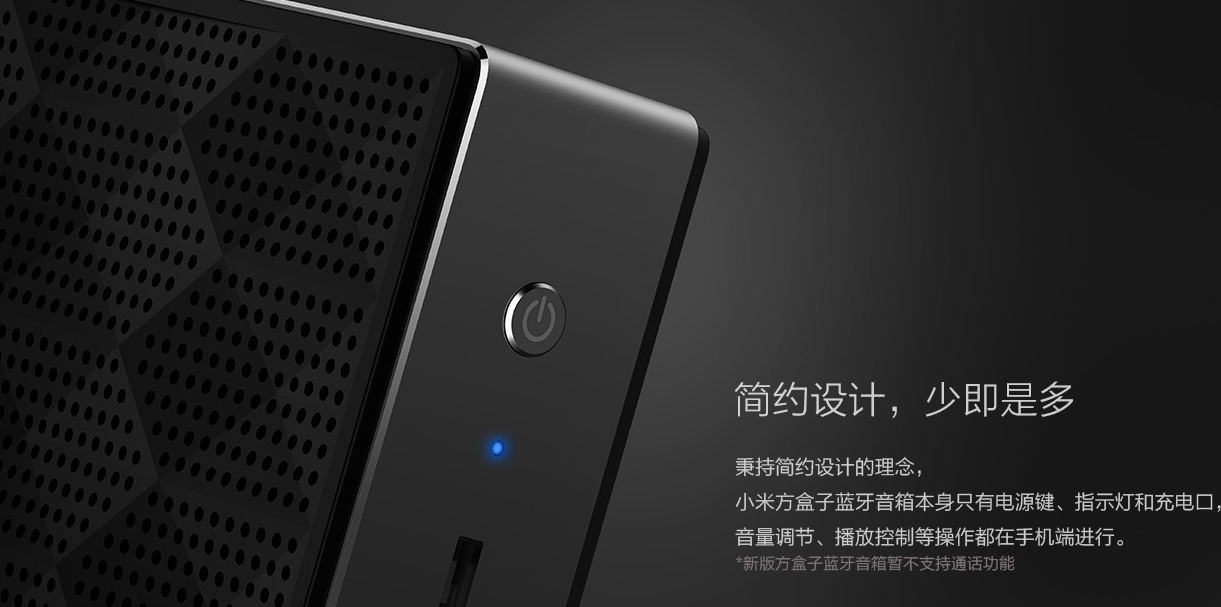 简约设计，少即是多
秉持简约设计的理念，
小米方盒子蓝牙音箱本身只有电源键、指示灯和充电口，
音量调节、播放控制等操作都在手机端进行。
*新版方盒子蓝牙音箱暂不支持通话功能